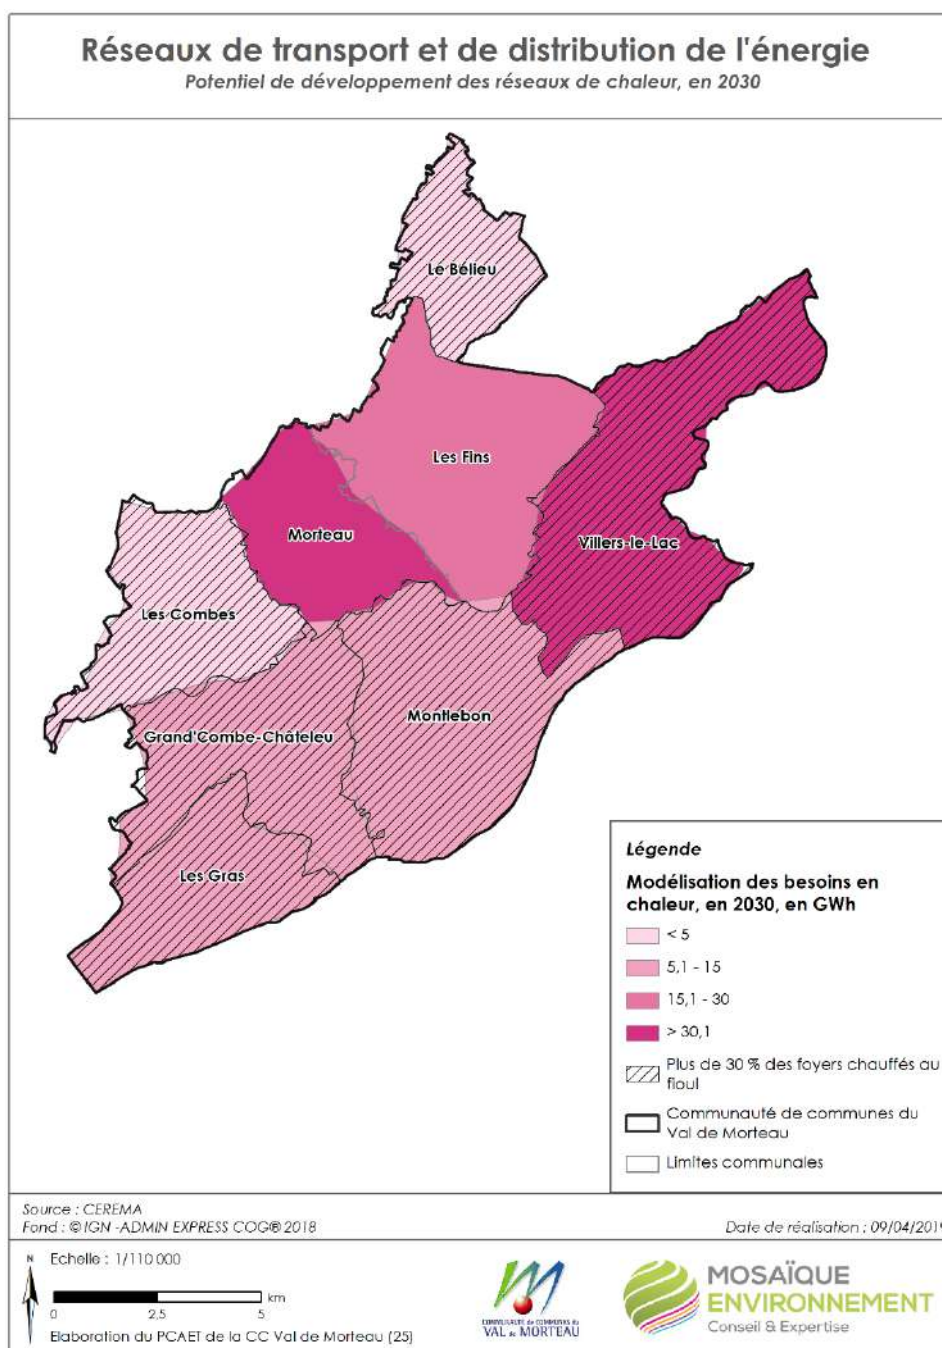 Réseaux de transport et de distribution de l'énergie
Potentiel de développement des réseaux de chaleur, en 2030
Le Bélieu
Les Fins
Morteau
Villers-le-Lac
Les Combes
Montlebon
Grand'Combe-Châteleu
Les Gras
Légende
Modélisation des besoins en
chaleur, en 2030, en GWh
< 5
5,1 - 15
15,1 - 30
> 30,1
Plus de 30 % des foyers chauffés au
fioul
Communauté de communes du
Val de Morteau
Limites communales
Source : CEREMA
Fond : © IGN -ADMIN EXPRESS COG® 2018
Date de réalisation : 09/04/2019
N
Echelle : 1/110 000
km
0 2,5 5
Elaboration du PCAET de la CC Val de Morteau (25)
COMMUNAUTÉ de COMMUNES du
VAL de MORTEAU
MOSAÏQUE
ENVIRONNEMENT
Conseil & Expertise